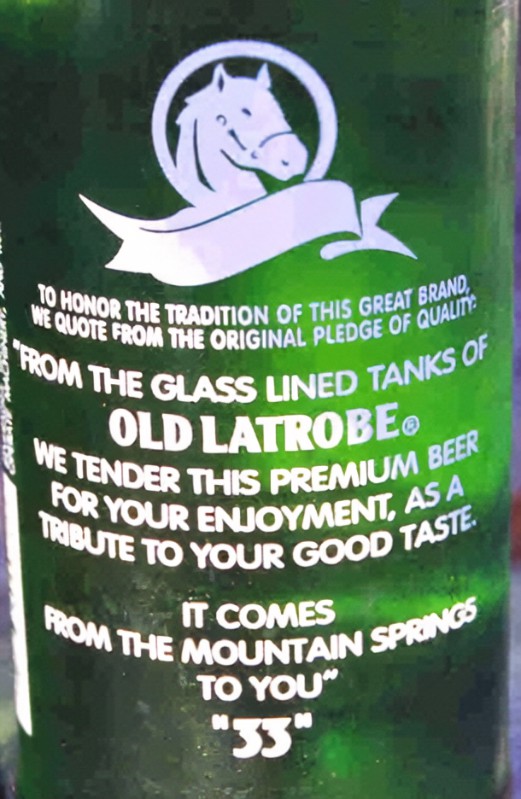 TO HONOR THE TRADITION OF THIS GREAT BRAND,
WE QUOTE FROM THE ORIGINAL PLEDGE OF QUALITY:
"FROM THE GLASS LINED TANKS OF
OLD LATROBE®
WE TENDER THIS PREMIUM BEER
FOR YOUR ENJOYMENT, AS A
TRIBUTE TO YOUR GOOD TASTE.
IT COMES
FROM THE MOUNTAIN SPRINGS
TO YOU"
"33"